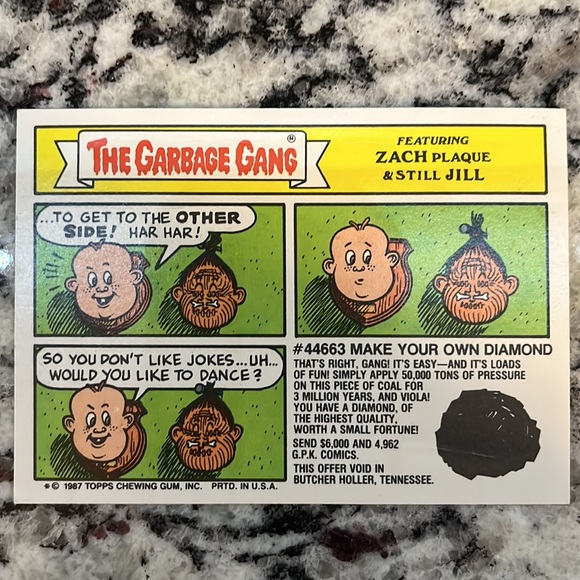 THE GARBAGE GANG®
FEATURING
ZACH PLAQUE
& STILL JILL
...TO GET TO THE OTHER
SIDE! HAR HAR!
SO YOU DON'T LIKE JOKES...UH...
WOULD YOU LIKE TO DANCE?
#44663 MAKE YOUR OWN DIAMOND
THAT'S RIGHT, GANG! IT'S EASY—AND IT'S LOADS
OF FUN! SIMPLY APPLY 50,000 TONS OF PRESSURE
ON THIS PIECE OF COAL FOR
3 MILLION YEARS, AND VIOLA!
YOU HAVE A DIAMOND, OF
THE HIGHEST QUALITY,
WORTH A SMALL FORTUNE!
SEND $6,000 AND 4,962
G.P.K. COMICS.
THIS OFFER VOID IN
BUTCHER HOLLER, TENNESSEE.
*© 1987 TOPPS CHEWING GUM, INC. PRTD. IN U.S.A.